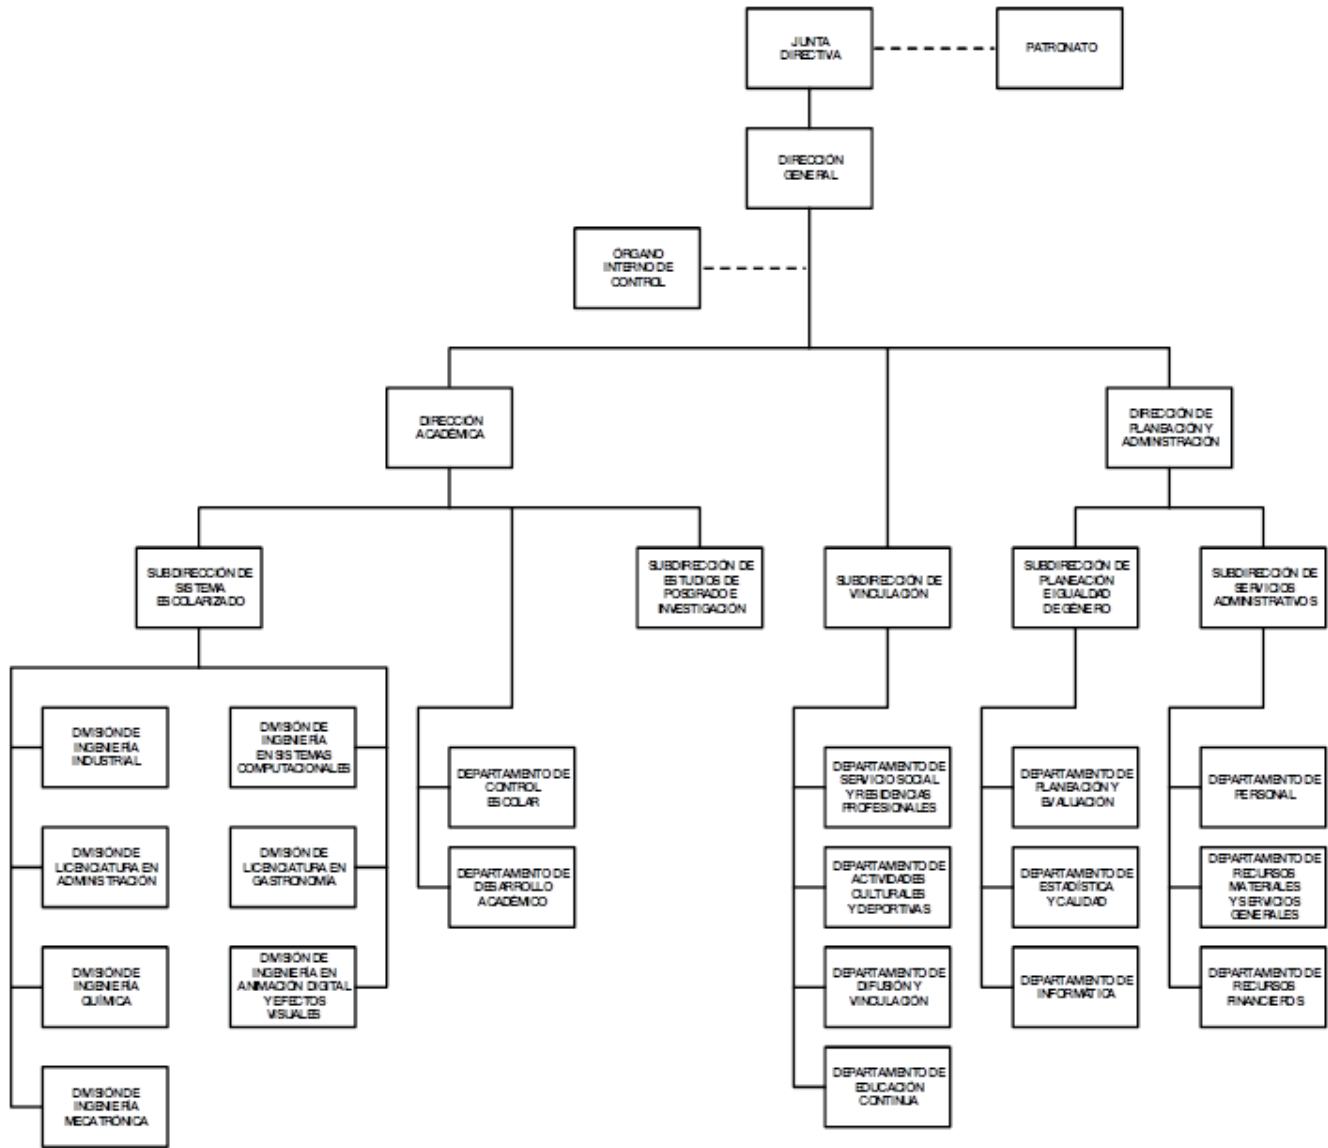 JUNTA
DIRECTIVA
PATRONATO
DIRECCIÓN
GENERAL
ÓRGANO
INTERNO DE
CONTROL
DIRECCIÓN
ACADÉMICA
DIRECCIÓN DE
PLANEACIÓN Y
ADMINISTRACIÓN
SUBDIRECCIÓN DE
SISTEMA
ESCOLARIZADO
SUBDIRECCIÓN DE
ESTUDIOS DE
POSGRADO E
INVESTIGACIÓN
SUBDIRECCIÓN DE
VINCULACIÓN
SUBDIRECCIÓN DE
PLANEACIÓN
E IGUALDAD
DE GÉNERO
SUBDIRECCIÓN DE
SERVICIOS
ADMINISTRATIVOS
DIVISIÓN DE
INGENIERÍA
INDUSTRIAL
DIVISIÓN DE
INGENIERÍA
EN SISTEMAS
COMPUTACIONALES
DEPARTAMENTO DE
CONTROL
ESCOLAR
DEPARTAMENTO DE
SERVICIO SOCIAL
Y RESIDENCIAS
PROFESIONALES
DEPARTAMENTO DE
PLANEACIÓN Y
EVALUACIÓN
DEPARTAMENTO DE
PERSONAL
DIVISIÓN DE
LICENCIATURA EN
ADMINISTRACIÓN
DIVISIÓN DE
LICENCIATURA EN
GASTRONOMÍA
DEPARTAMENTO DE
DESARROLLO
ACADÉMICO
DEPARTAMENTO DE
ACTIVIDADES
CULTURALES
Y DEPORTIVAS
DEPARTAMENTO DE
ESTADÍSTICA
Y CALIDAD
DEPARTAMENTO DE
RECURSOS
MATERIALES
Y SERVICIOS
GENERALES
DIVISIÓN DE
INGENIERÍA
QUÍMICA
DIVISIÓN DE
INGENIERÍA EN
ANIMACIÓN DIGITAL
Y EFECTOS
VISUALES
DEPARTAMENTO DE
DIFUSIÓN Y
VINCULACIÓN
DEPARTAMENTO DE
INFORMÁTICA
DEPARTAMENTO DE
RECURSOS
FINANCIEROS
DIVISIÓN DE
INGENIERÍA
MECATRÓNICA
DEPARTAMENTO DE
EDUCACIÓN
CONTINUA